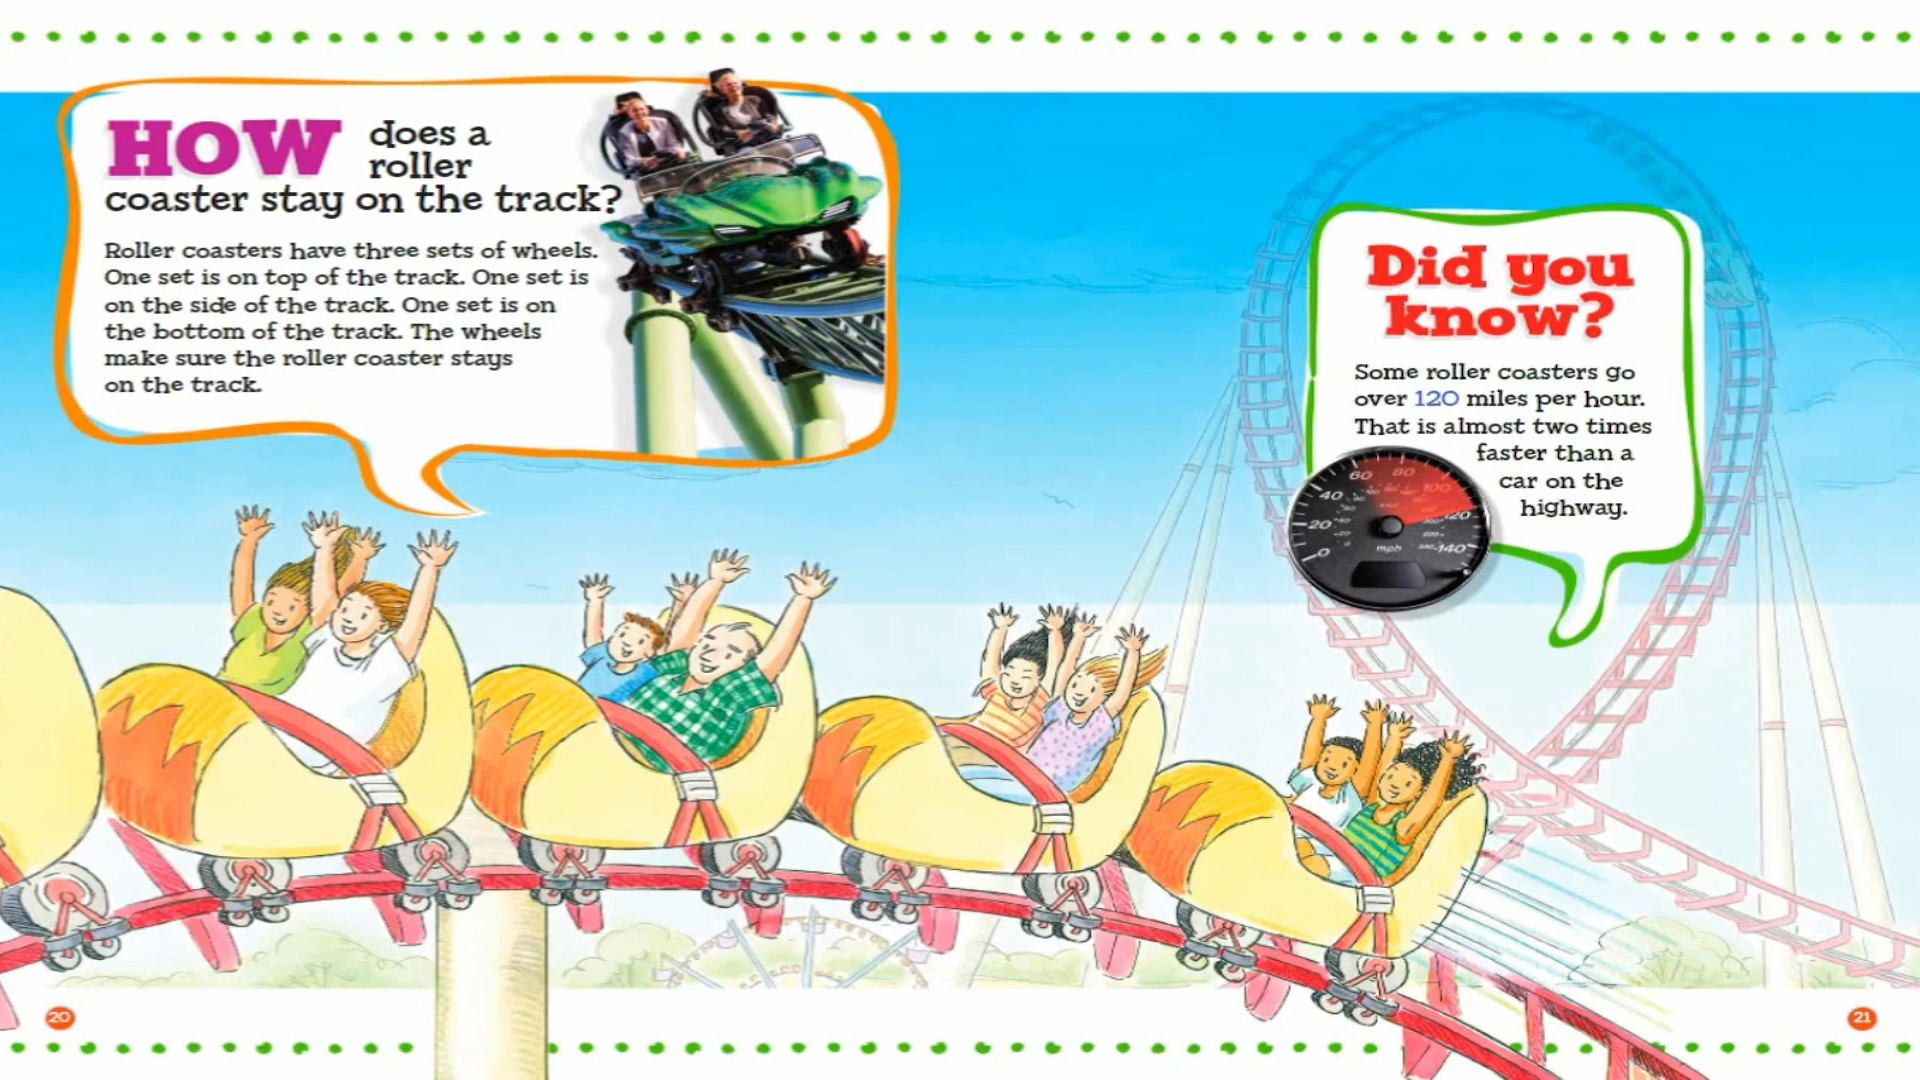 HOW does a
roller
coaster stay on the track?
Roller coasters have three sets of wheels.
One set is on top of the track. One set is
on the side of the track. One set is on
the bottom of the track. The wheels
make sure the roller coaster stays
on the track.
Did you
know?
Some roller coasters go
over 120 miles per hour.
That is almost two times
faster than a
car on the
highway.
0
20
40
60
80
100
120
140
mph
20
21